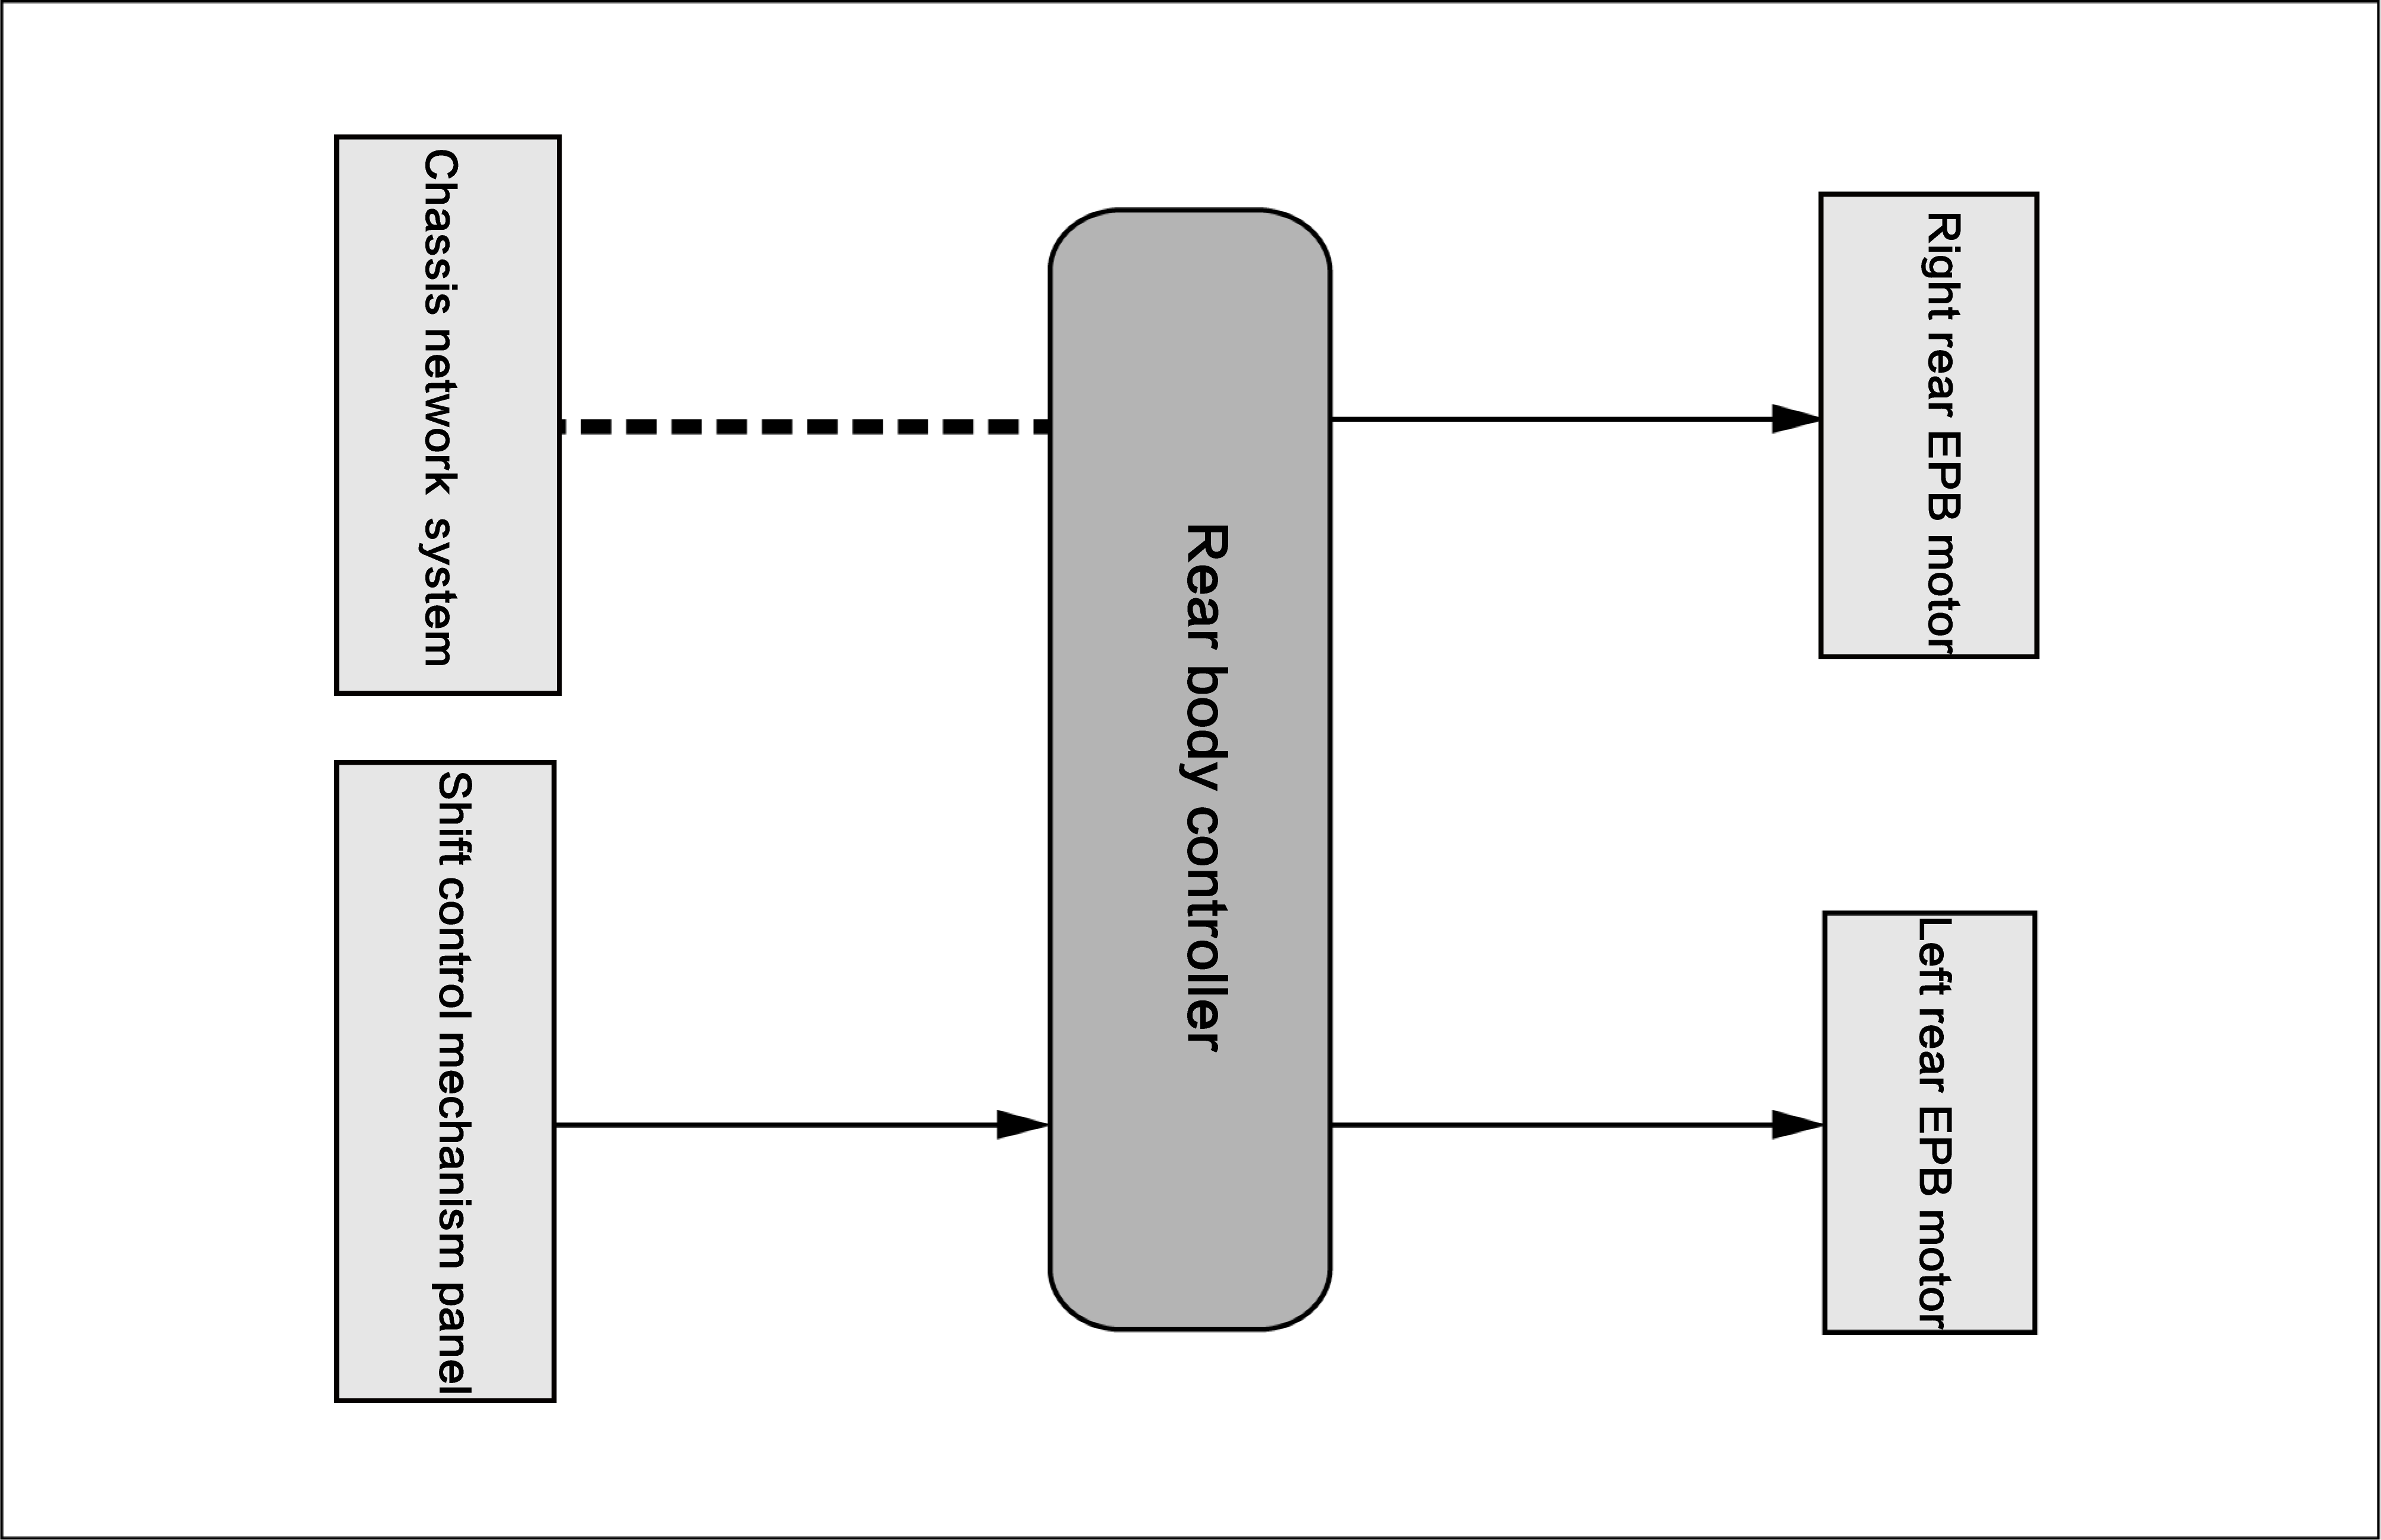 Chassis network  system
Shift control mechanism panel
Rear body controller
Right rear EPB motor
Left rear EPB motor